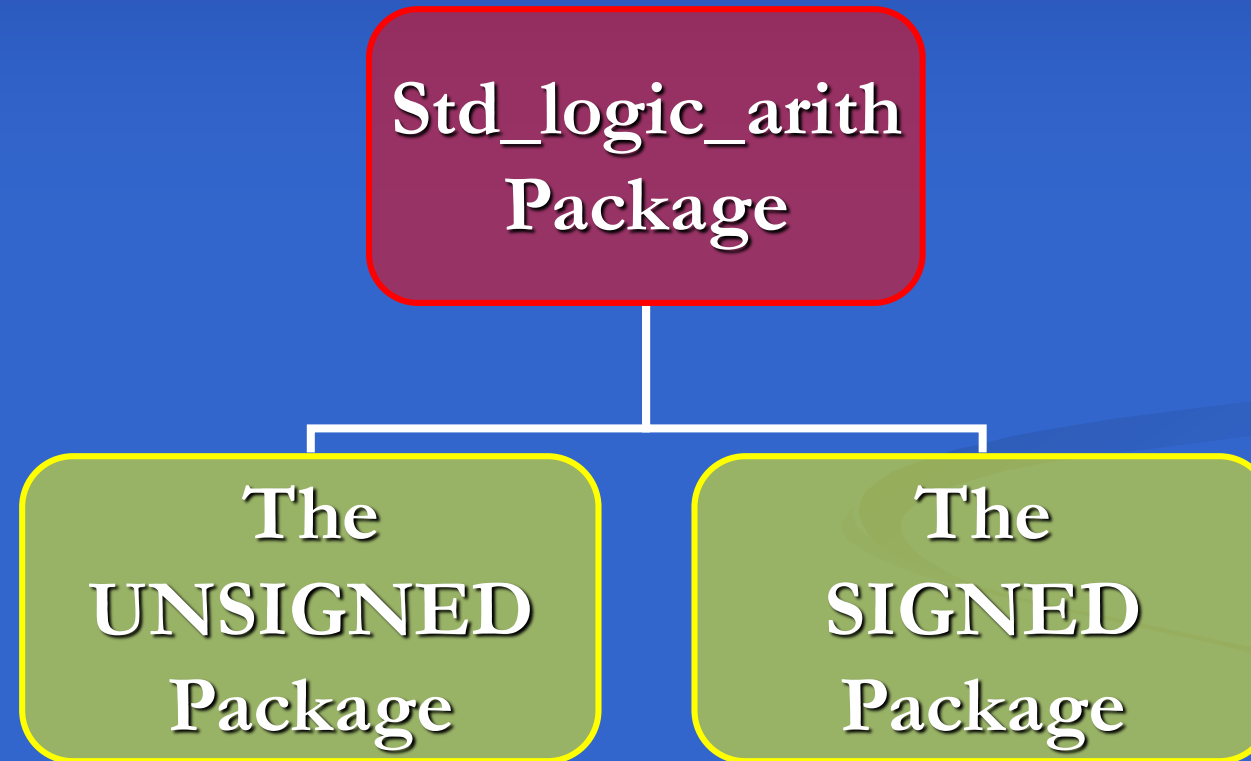 Std_logic_arith
Package
The
UNSIGNED
Package
The
SIGNED
Package